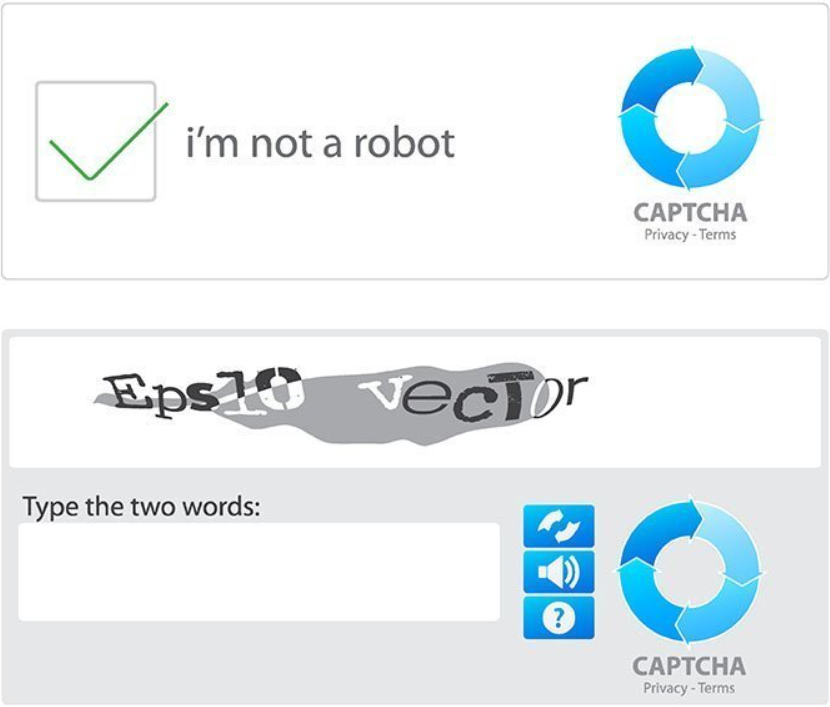 i'm not a robot
CAPTCHA
Privacy - Terms
Eps10 vecTor
Type the two words:
?
CAPTCHA
Privacy - Terms